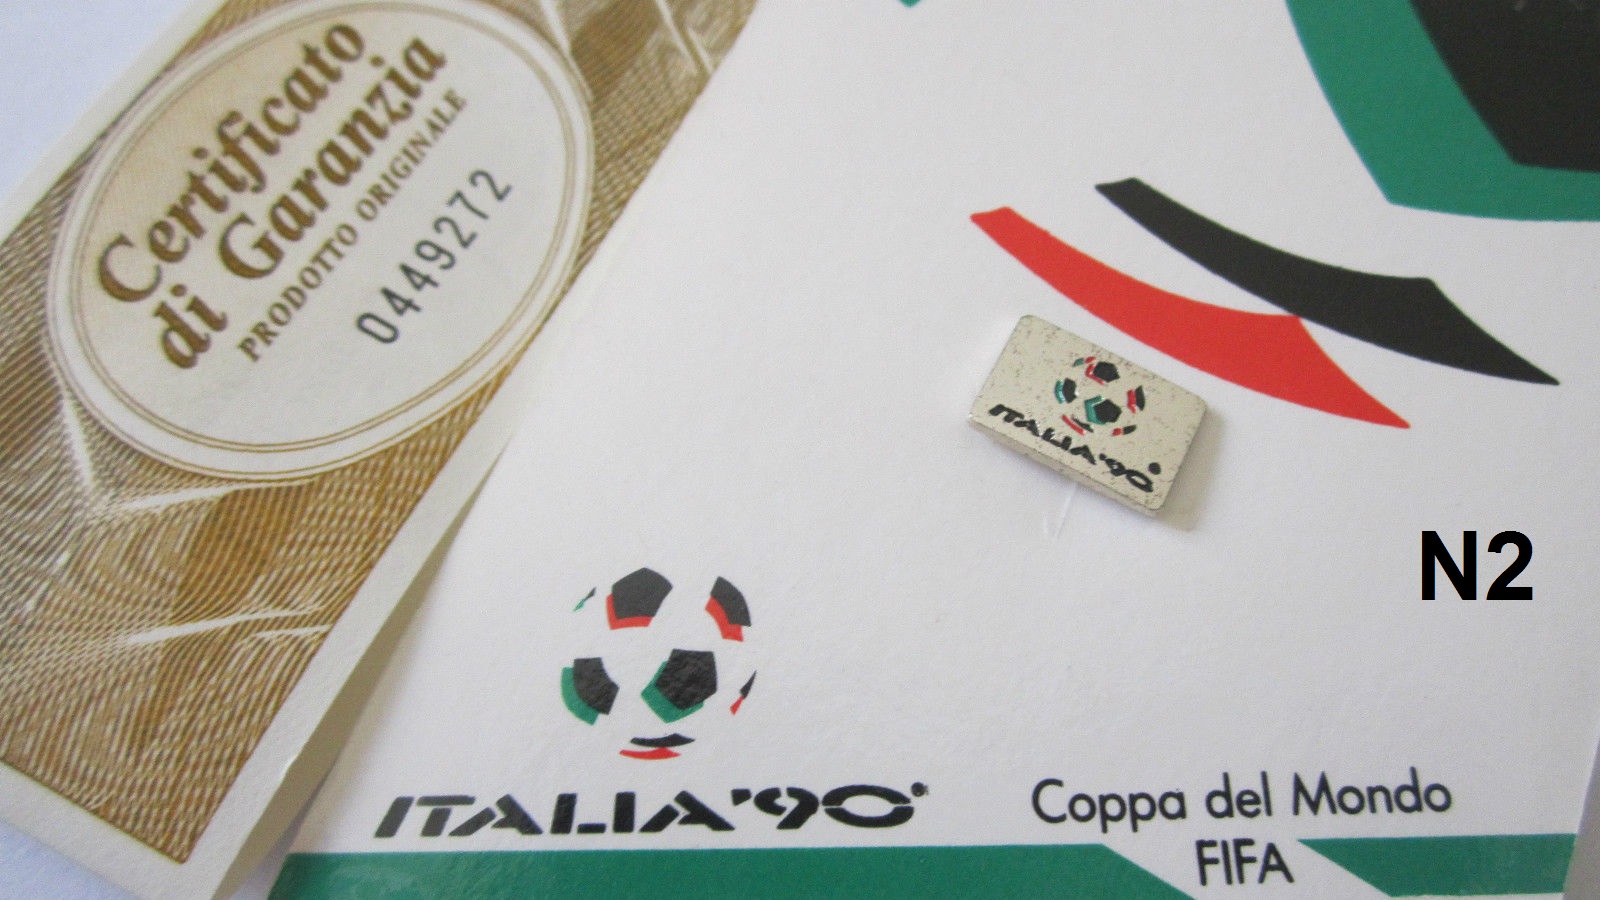 Certificato
di Garanzia
PRODOTTO ORIGINALE
0449272
ITALIA'90
N2
ITALIA'90
Coppa del Mondo
FIFA